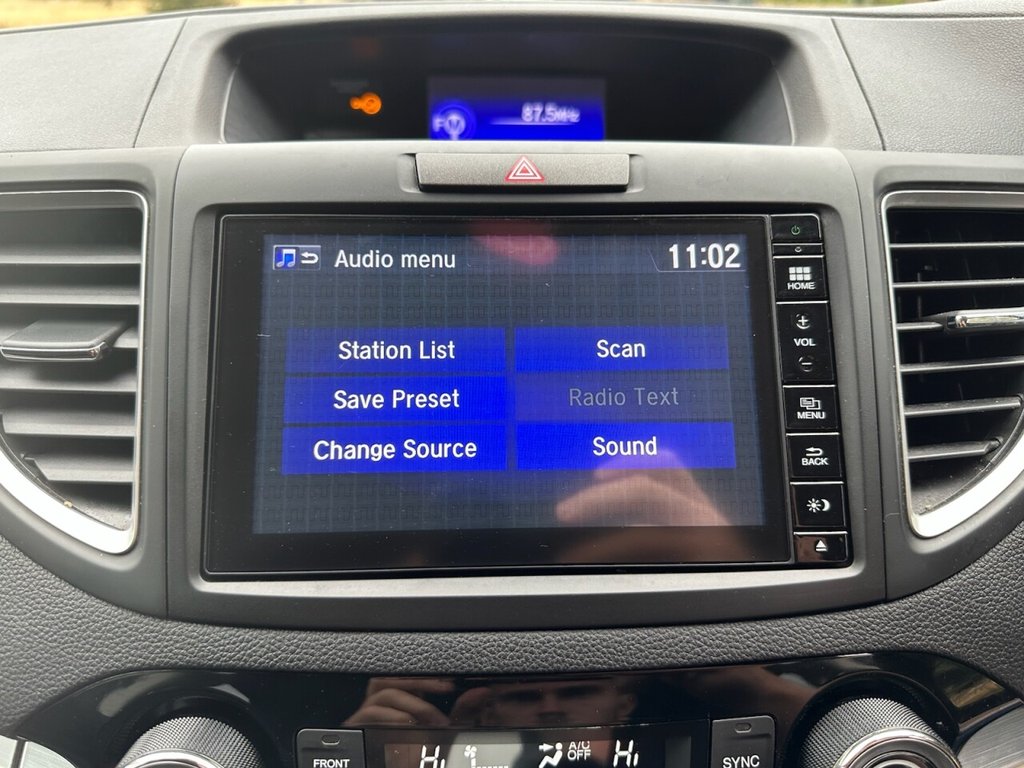 87.5MHz
Audio menu
11:02
HOME
Station List
Scan
VOL
Save Preset
Radio Text
MENU
Change Source
Sound
BACK
FRONT
Hi
A/C
OFF
Hi
SYNC